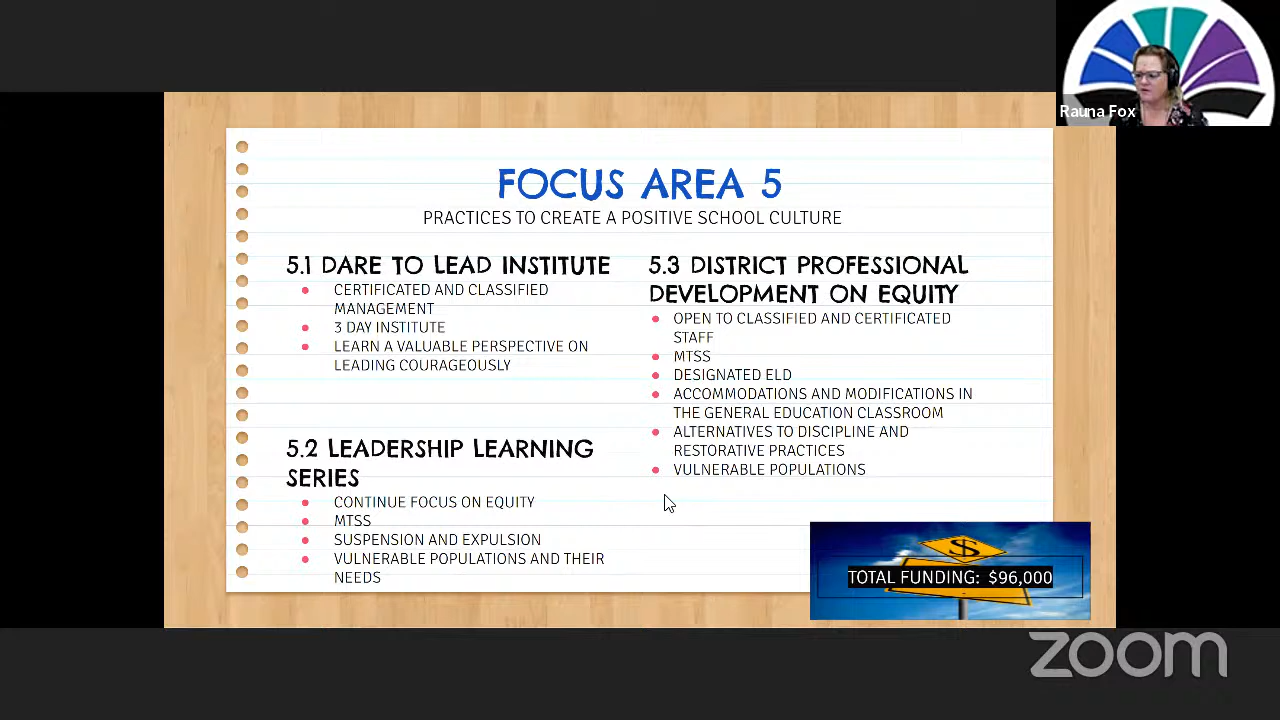 Rauna Fox
FOCUS AREA 5
PRACTICES TO CREATE A POSITIVE SCHOOL CULTURE
5.1 DARE TO LEAD INSTITUTE
CERTIFICATED AND CLASSIFIED
MANAGEMENT
3 DAY INSTITUTE
LEARN A VALUABLE PERSPECTIVE ON
LEADING COURAGEOUSLY
5.2 LEADERSHIP LEARNING
SERIES
CONTINUE FOCUS ON EQUITY
MTSS
SUSPENSION AND EXPULSION
VULNERABLE POPULATIONS AND THEIR
NEEDS
5.3 DISTRICT PROFESSIONAL
DEVELOPMENT ON EQUITY
OPEN TO CLASSIFIED AND CERTIFICATED
STAFF
MTSS
DESIGNATED ELD
ACCOMMODATIONS AND MODIFICATIONS IN
THE GENERAL EDUCATION CLASSROOM
ALTERNATIVES TO DISCIPLINE AND
RESTORATIVE PRACTICES
VULNERABLE POPULATIONS
$
TOTAL FUNDING: $96,000
zoom